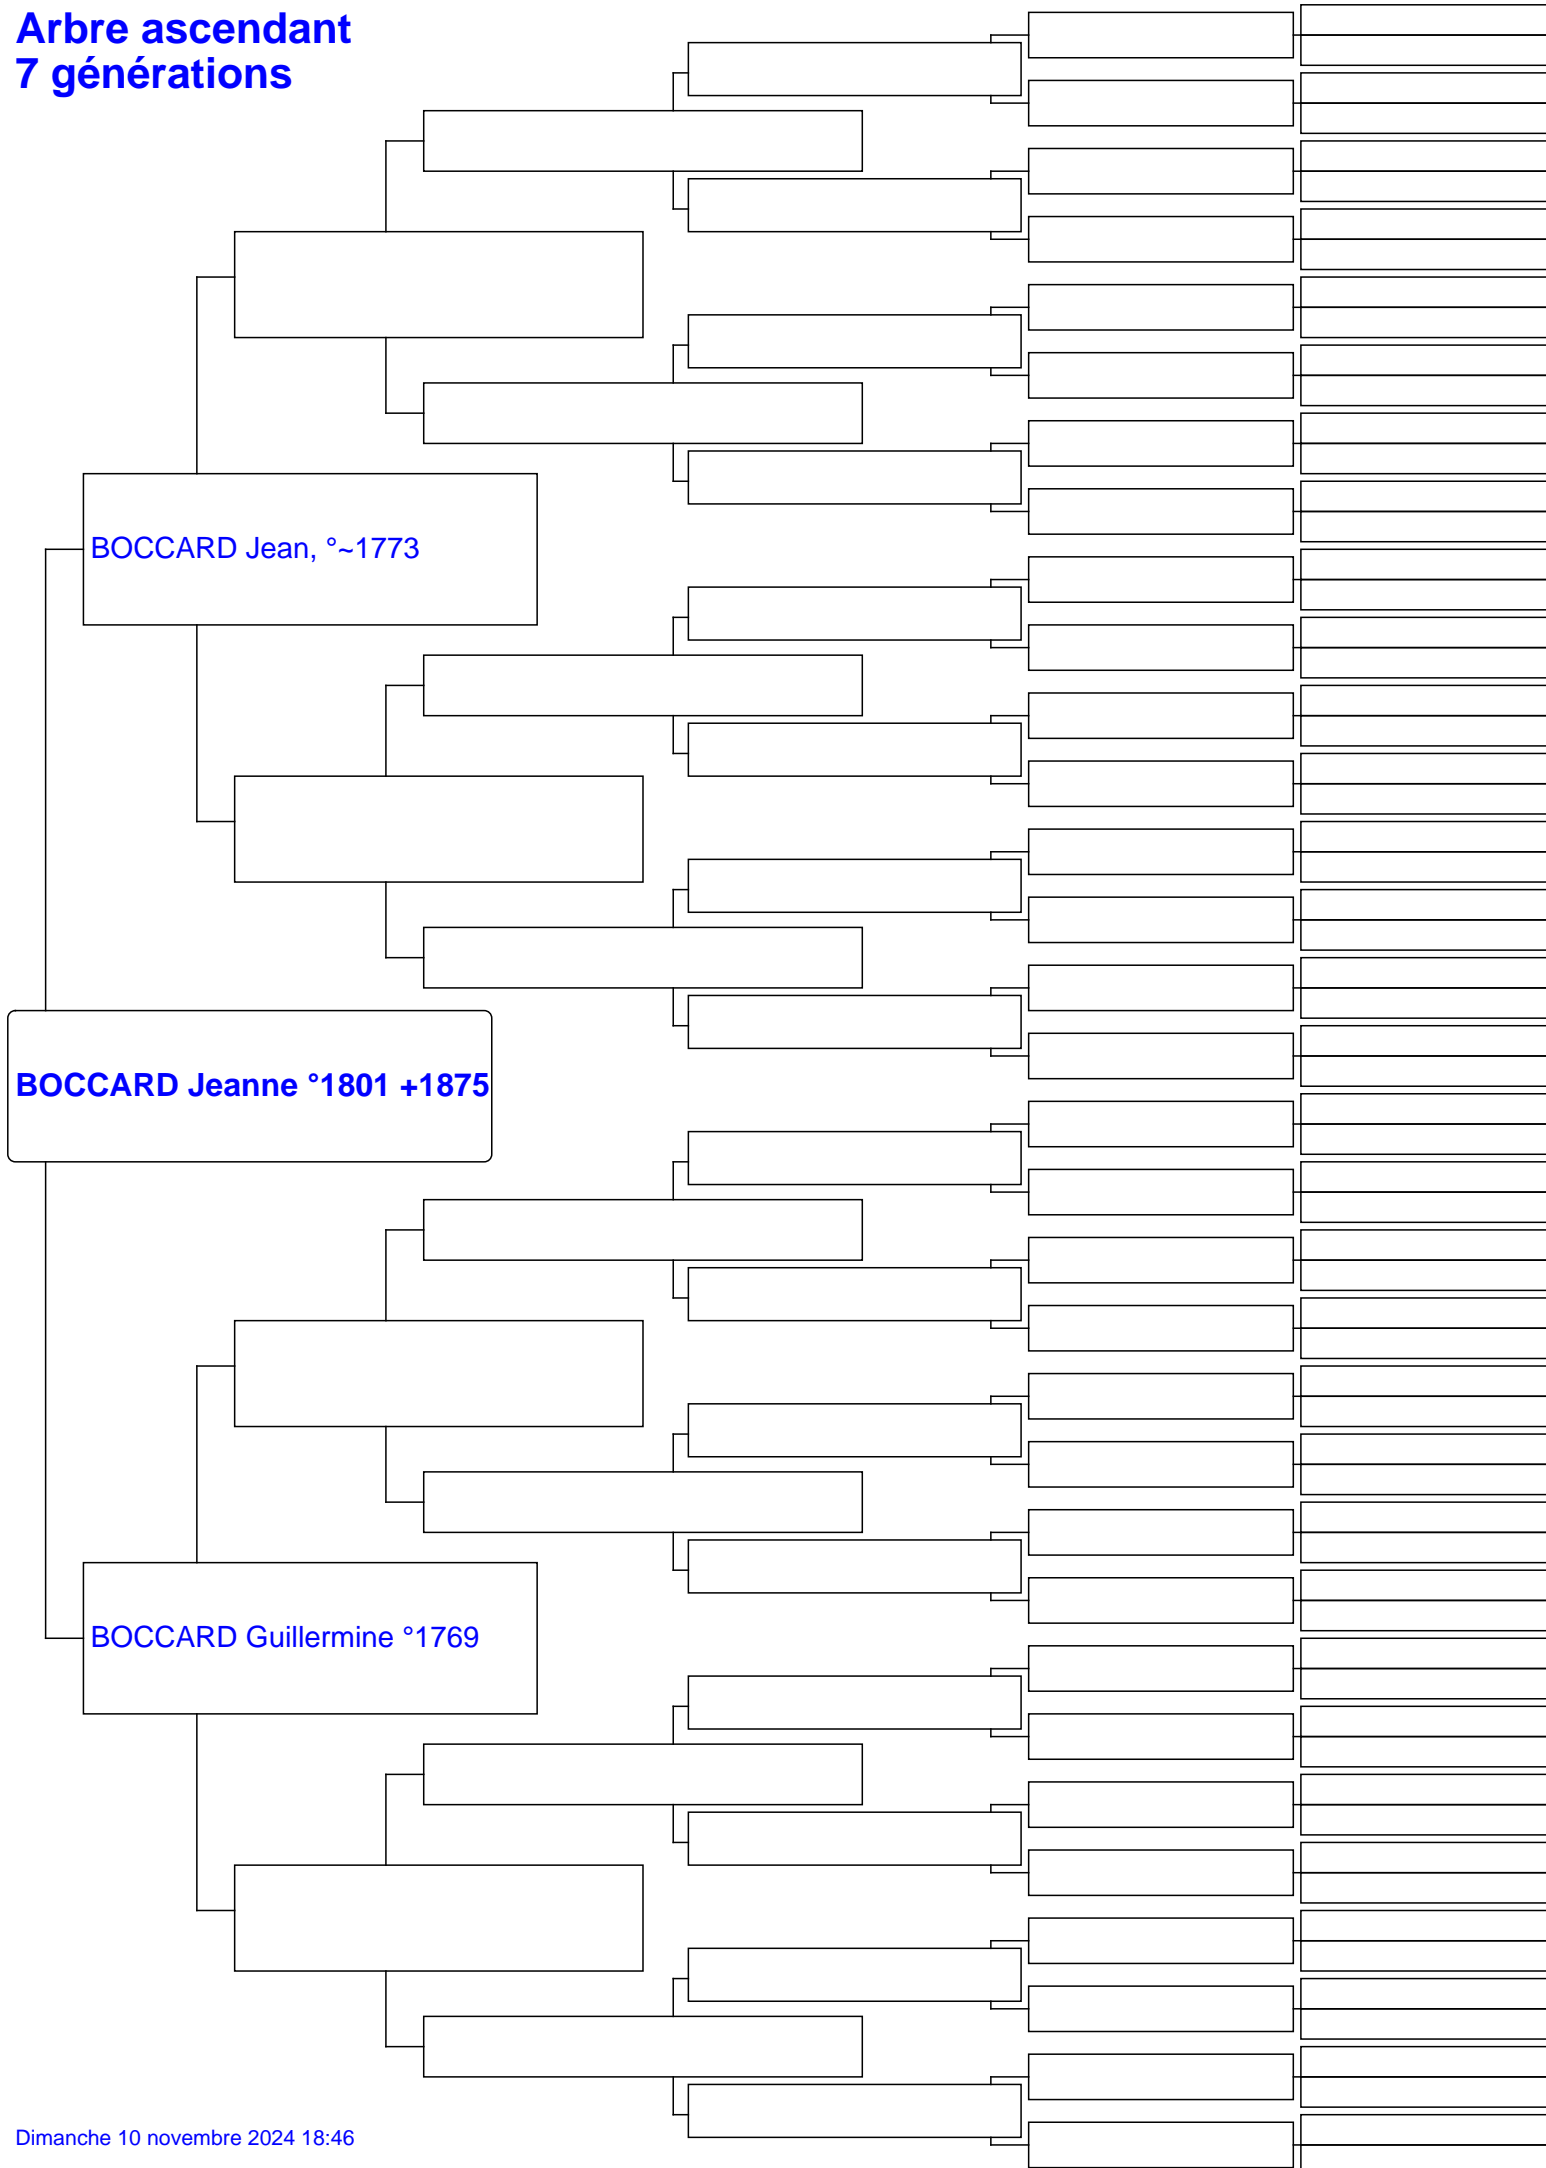 Arbre ascendant
7 générations
BOCCARD Jean, °~1773
BOCCARD Jeanne °1801 +1875
BOCCARD Guillermine °1769
Dimanche 10 novembre 2024 18:46